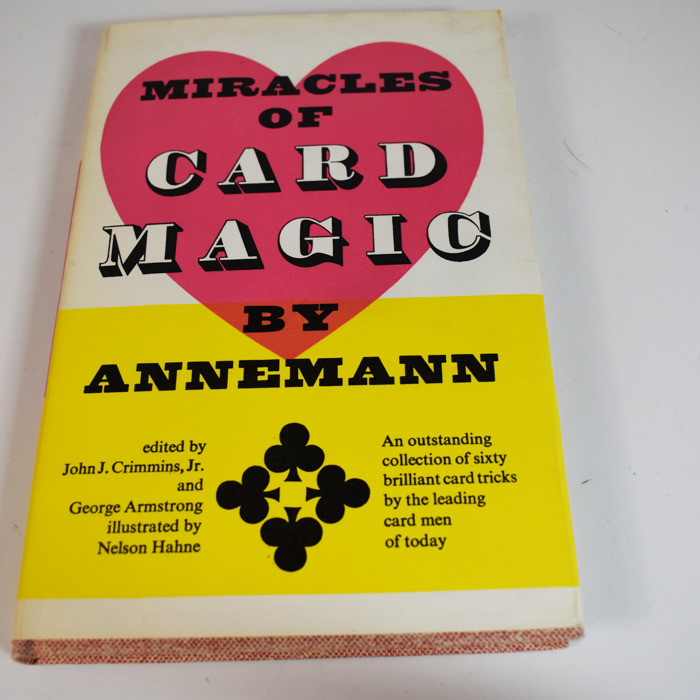 MIRACLES
OF
CARD
MAGIC
BY
ANNEMANN
edited by
John J. Crimmins, Jr.
and
George Armstrong
illustrated by
Nelson Hahne
An outstanding
collection of sixty
brilliant card tricks
by the leading
card men
of today